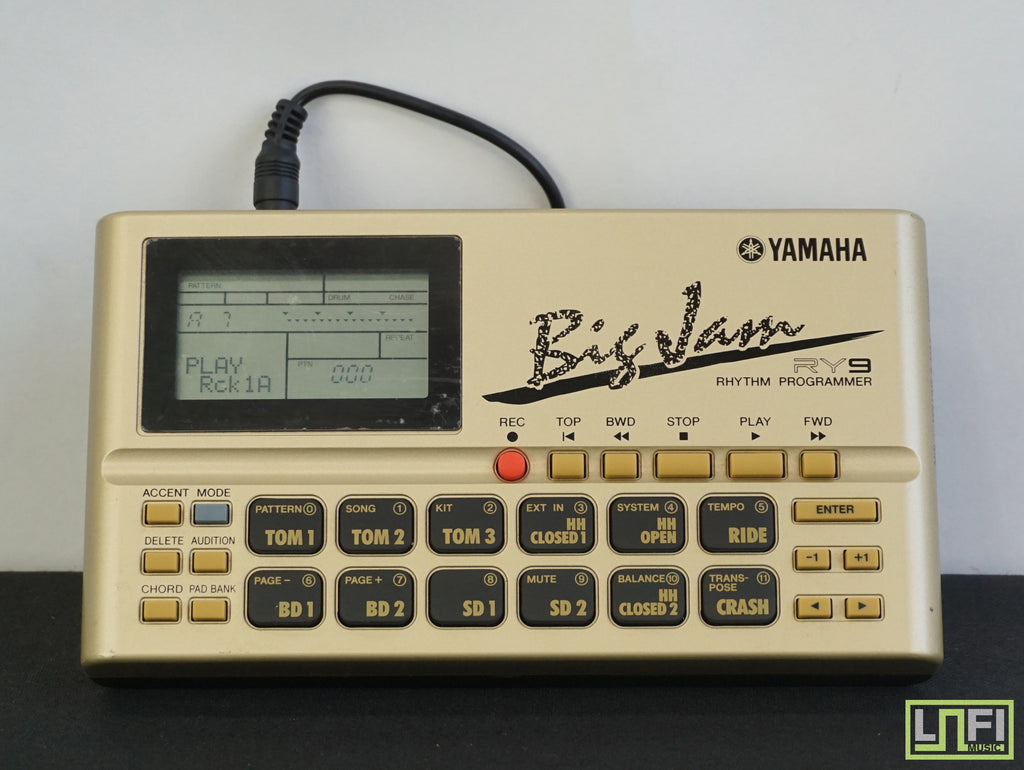 YAMAHA
Big Jam
RY9
RHYTHM PROGRAMMER
PATTERN
DRUM CHASE
A 7
REPEAT
PLAY
PTN 000
Rck1A
REC TOP BWD STOP PLAY FWD
ACCENT MODE
PATTERN 0 SONG 1 KIT 2 EXT IN 3 SYSTEM 4 TEMPO 5
TOM 1 TOM 2 TOM 3 HH CLOSED 1 HH OPEN RIDE
ENTER
DELETE AUDITION
-1 +1
CHORD PAD BANK
PAGE - 6 PAGE + 7 8 MUTE 9 BALANCE 10 TRANS-POSE 11
BD 1 BD 2 SD 1 SD 2 HH CLOSED 2 CRASH
LNFI
MUSIC